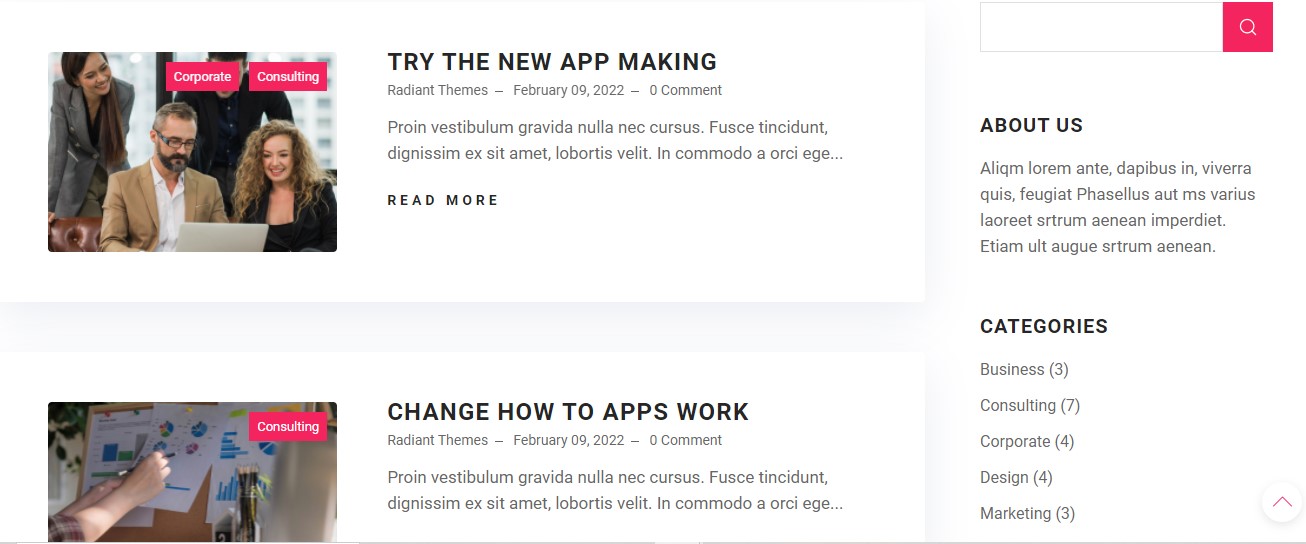 Corporate
Consulting
TRY THE NEW APP MAKING
Radiant Themes – February 09, 2022 – 0 Comment
Proin vestibulum gravida nulla nec cursus. Fusce tincidunt,
dignissim ex sit amet, lobortis velit. In commodo a orci ege...
READ MORE
Consulting
CHANGE HOW TO APPS WORK
Radiant Themes – February 09, 2022 – 0 Comment
Proin vestibulum gravida nulla nec cursus. Fusce tincidunt,
dignissim ex sit amet, lobortis velit. In commodo a orci ege...
ABOUT US
Aliqm lorem ante, dapibus in, viverra
quis, feugiat Phasellus aut ms varius
laoreet srtrum aenean imperdiet.
Etiam ult augue srtrum aenean.
CATEGORIES
Business (3)
Consulting (7)
Corporate (4)
Design (4)
Marketing (3)